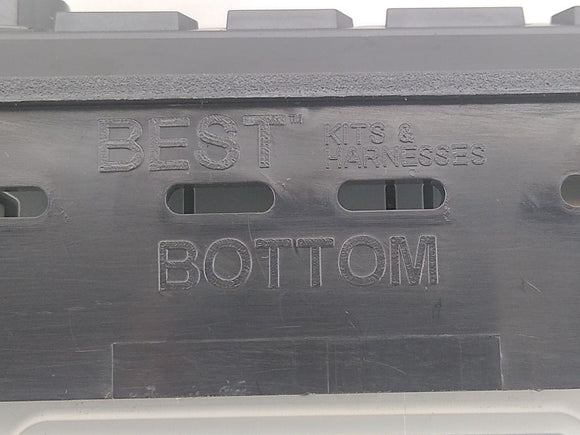 BEST™ KITS &
HARNESSES
BOTTOM